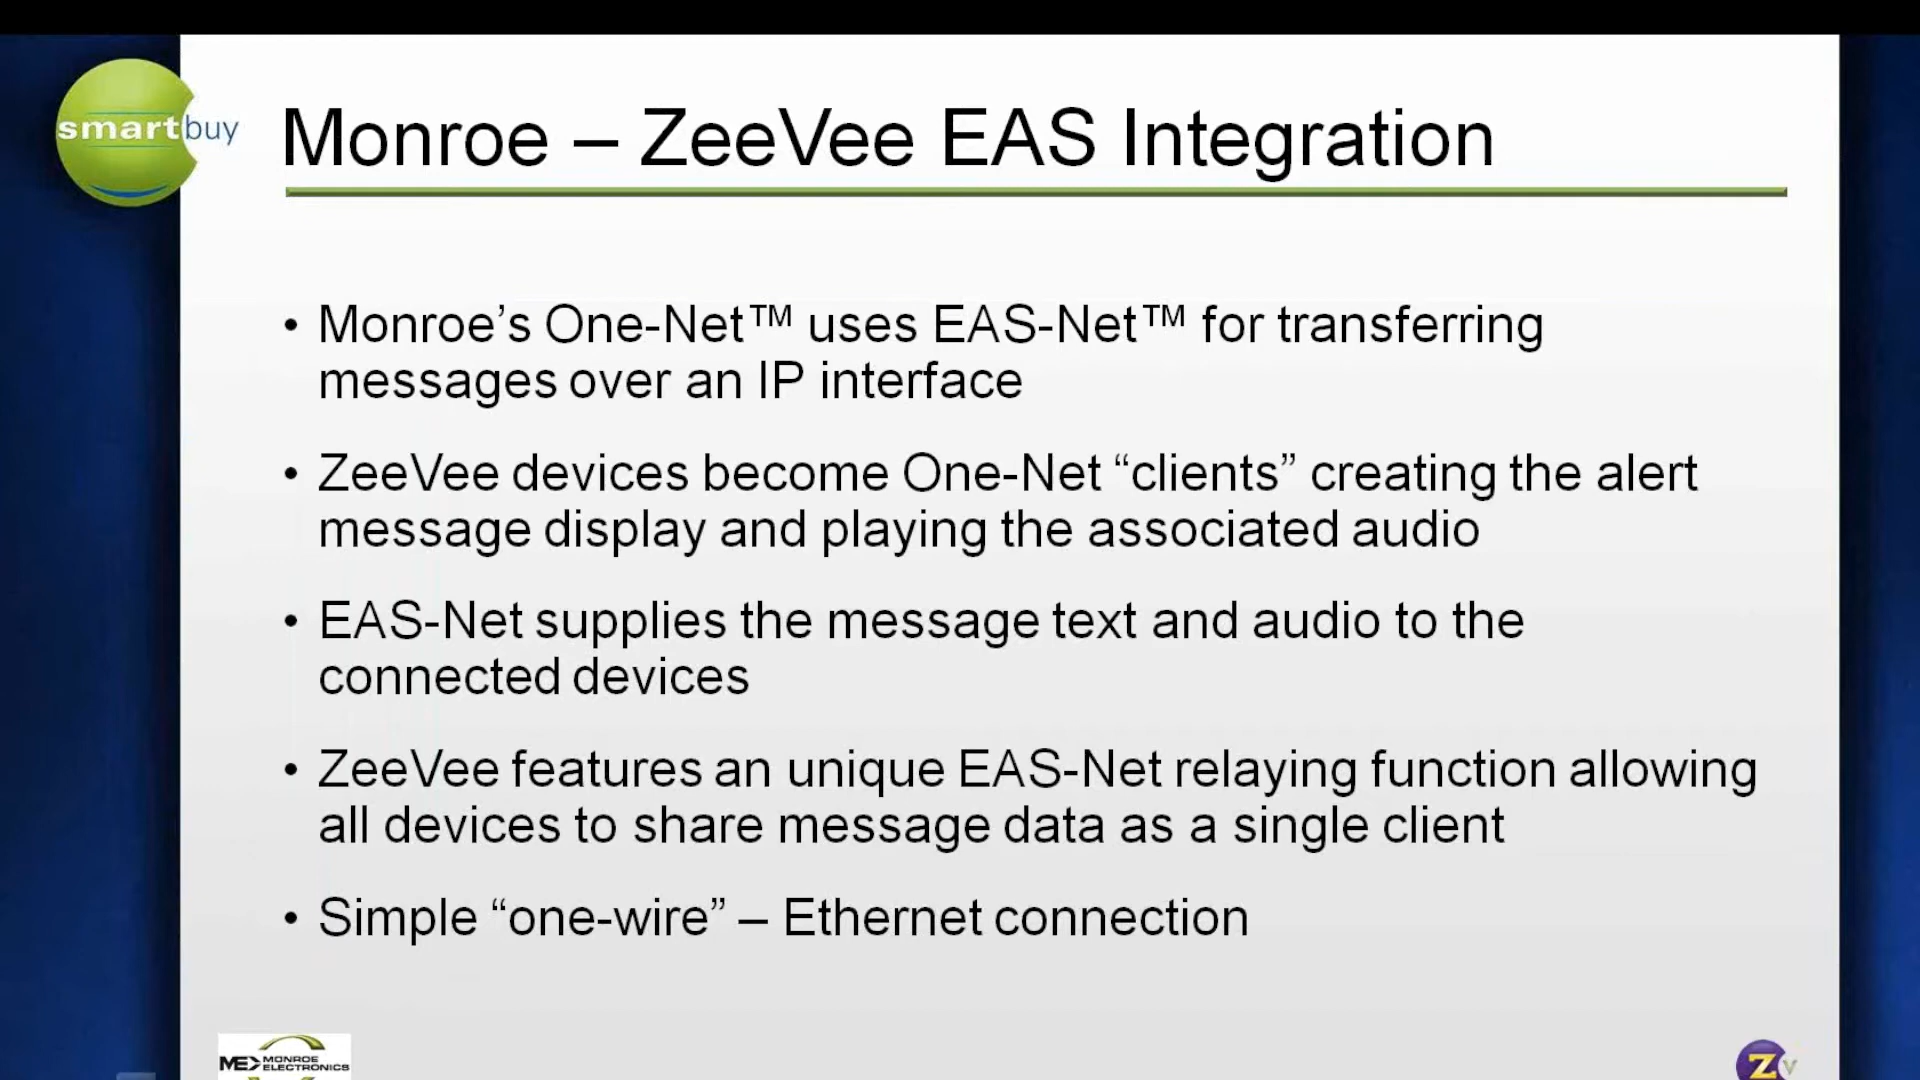 smartbuy
Monroe – ZeeVee EAS Integration
• Monroe’s One-Net™ uses EAS-Net™ for transferring
messages over an IP interface
• ZeeVee devices become One-Net “clients” creating the alert
message display and playing the associated audio
• EAS-Net supplies the message text and audio to the
connected devices
• ZeeVee features an unique EAS-Net relaying function allowing
all devices to share message data as a single client
• Simple “one-wire” – Ethernet connection
ME MONROE
ELECTRONICS
Zv